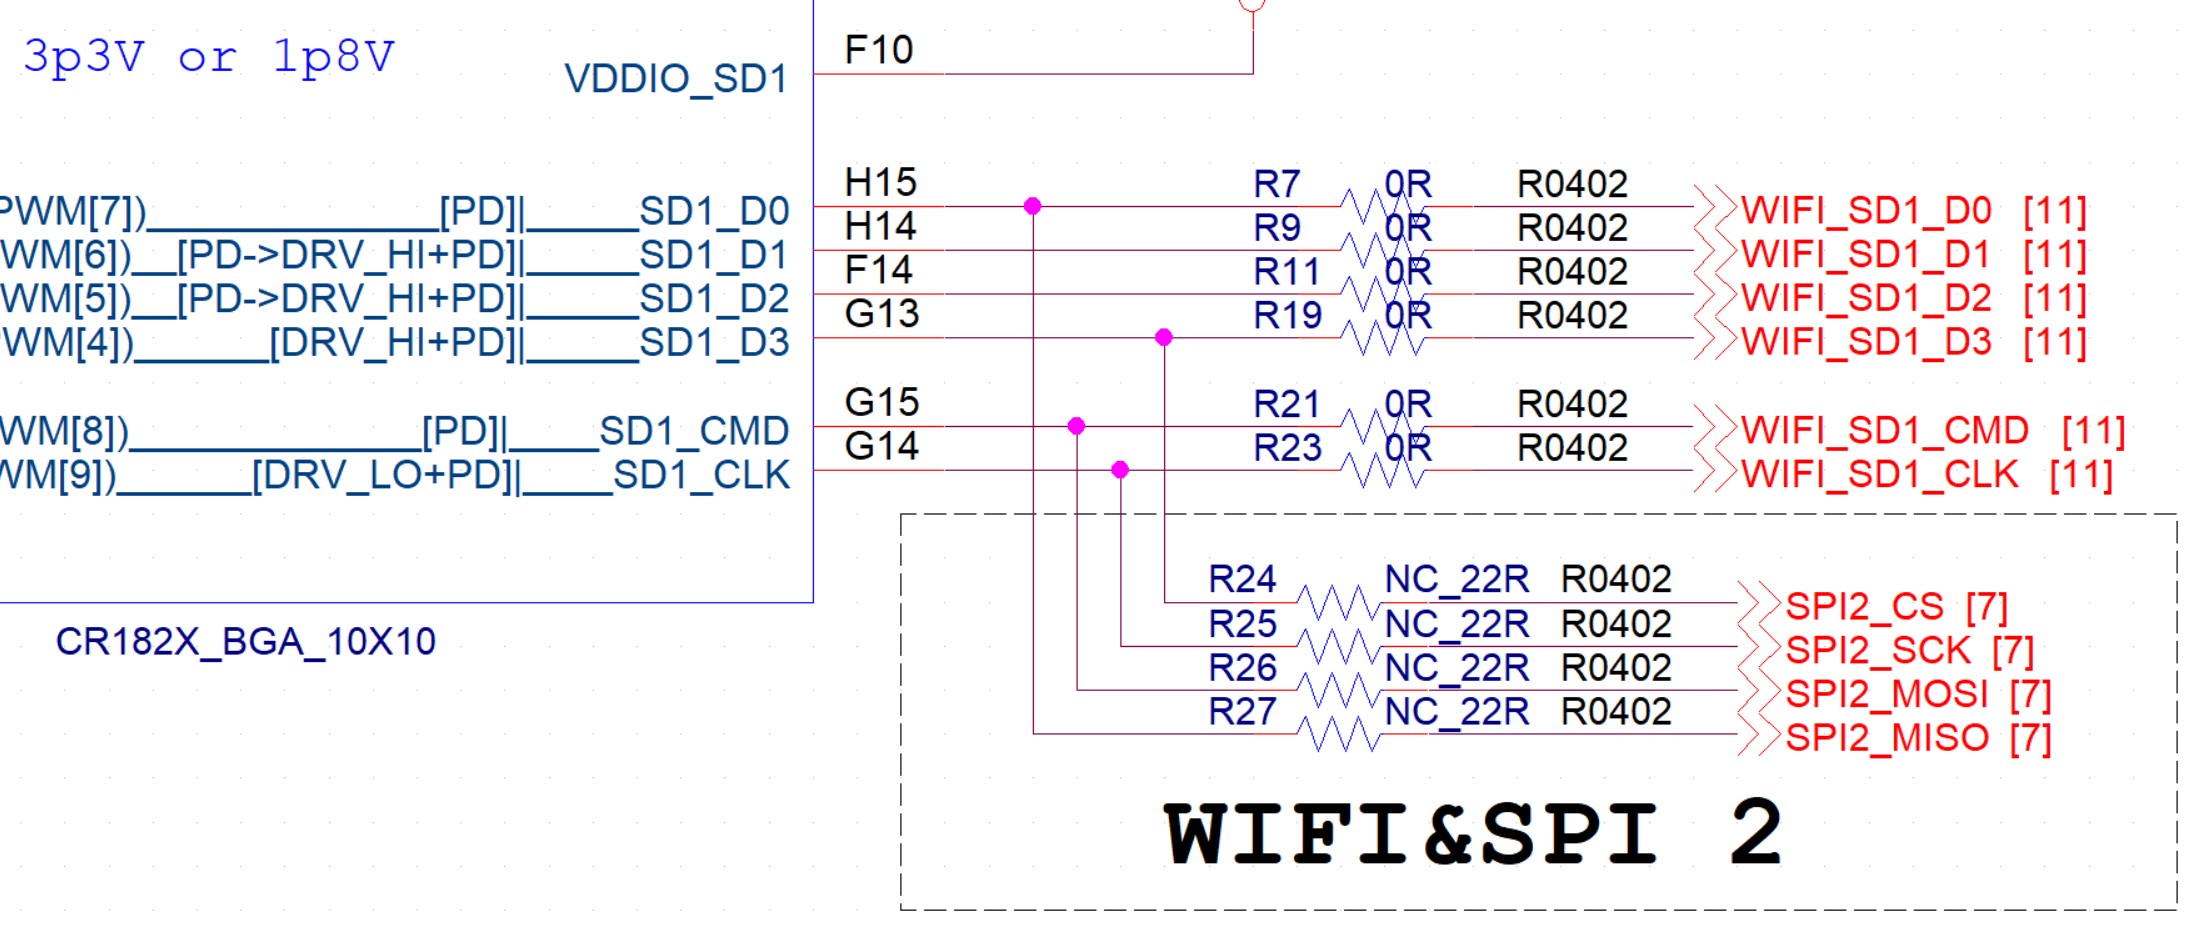 3p3V or 1p8V
VDDIO_SD1 F10
PWM[7])_____________[PD]|_____SD1_D0 H15 R7 0R R0402 WIFI_SD1_D0 [11]
WM[6])__[PD->DRV_HI+PD]|_____SD1_D1 H14 R9 0R R0402 WIFI_SD1_D1 [11]
WM[5])__[PD->DRV_HI+PD]|_____SD1_D2 F14 R11 0R R0402 WIFI_SD1_D2 [11]
WM[4])______[DRV_HI+PD]|_____SD1_D3 G13 R19 0R R0402 WIFI_SD1_D3 [11]
WM[8])_____________[PD]|____SD1_CMD G15 R21 0R R0402 WIFI_SD1_CMD [11]
WM[9])______[DRV_LO+PD]|____SD1_CLK G14 R23 0R R0402 WIFI_SD1_CLK [11]
R24 NC_22R R0402 SPI2_CS [7]
CR182X_BGA_10X10 R25 NC_22R R0402 SPI2_SCK [7]
R26 NC_22R R0402 SPI2_MOSI [7]
R27 NC_22R R0402 SPI2_MISO [7]
WIFI&SPI 2